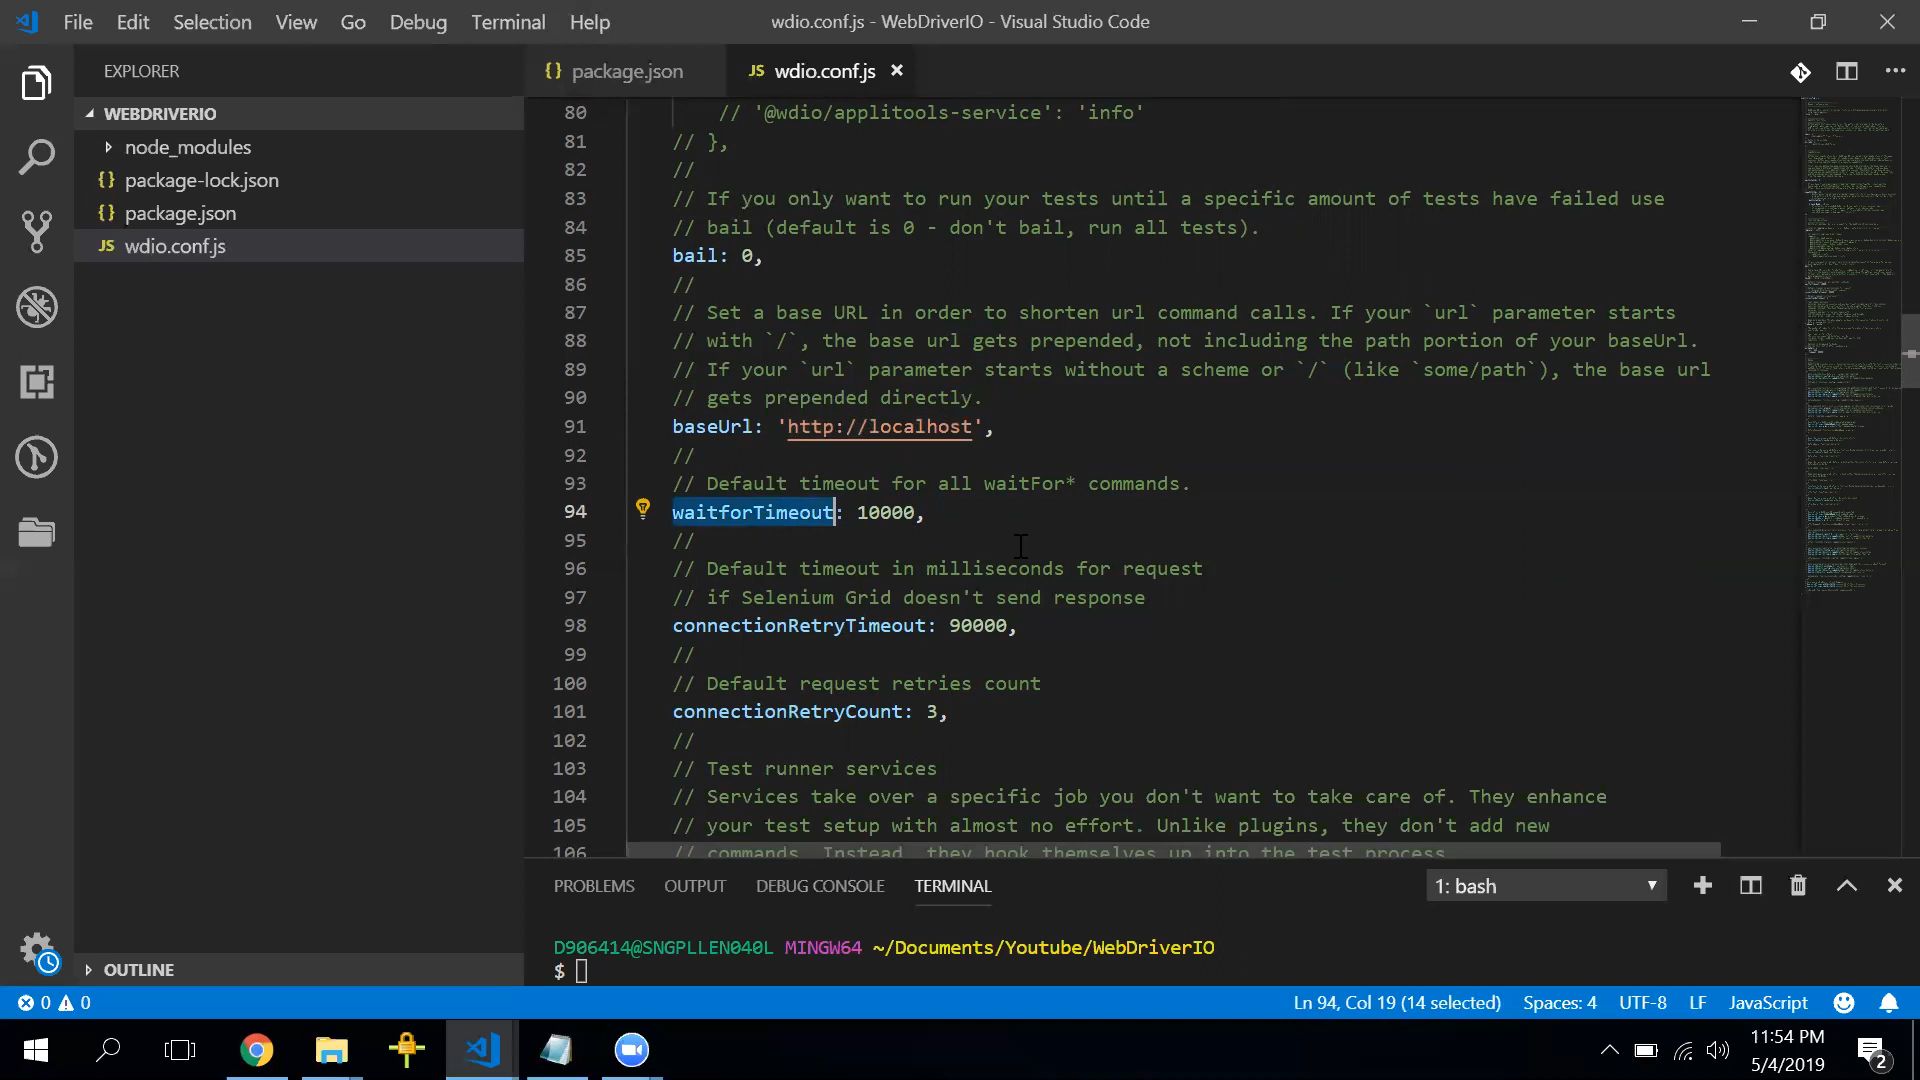 File Edit Selection View Go Debug Terminal Help
wdio.conf.js - WebDriverIO - Visual Studio Code
EXPLORER
WEBDRIVERIO
node_modules
{} package-lock.json
{} package.json
JS wdio.conf.js
OUTLINE
{} package.json
JS wdio.conf.js
80 // '@wdio/applitools-service': 'info'
81 // },
82 //
83 // If you only want to run your tests until a specific amount of tests have failed use
84 // bail (default is 0 - don't bail, run all tests).
85 bail: 0,
86 //
87 // Set a base URL in order to shorten url command calls. If your `url` parameter starts
88 // with `/`, the base url gets prepended, not including the path portion of your baseUrl.
89 // If your `url` parameter starts without a scheme or `/` (like `some/path`), the base url
90 // gets prepended directly.
91 baseUrl: 'http://localhost',
92 //
93 // Default timeout for all waitFor* commands.
94 waitforTimeout: 10000,
95 //
96 // Default timeout in milliseconds for request
97 // if Selenium Grid doesn't send response
98 connectionRetryTimeout: 90000,
99 //
100 // Default request retries count
101 connectionRetryCount: 3,
102 //
103 // Test runner services
104 // Services take over a specific job you don't want to take care of. They enhance
105 // your test setup with almost no effort. Unlike plugins, they don't add new
106 // commands. Instead, they hook themselves up into the test process.
PROBLEMS OUTPUT DEBUG CONSOLE TERMINAL
1: bash
D906414@SNGPLLEN040L MINGW64 ~/Documents/Youtube/WebDriverIO
$
0 0
Ln 94, Col 19 (14 selected) Spaces: 4 UTF-8 LF JavaScript
11:54 PM
5/4/2019
2